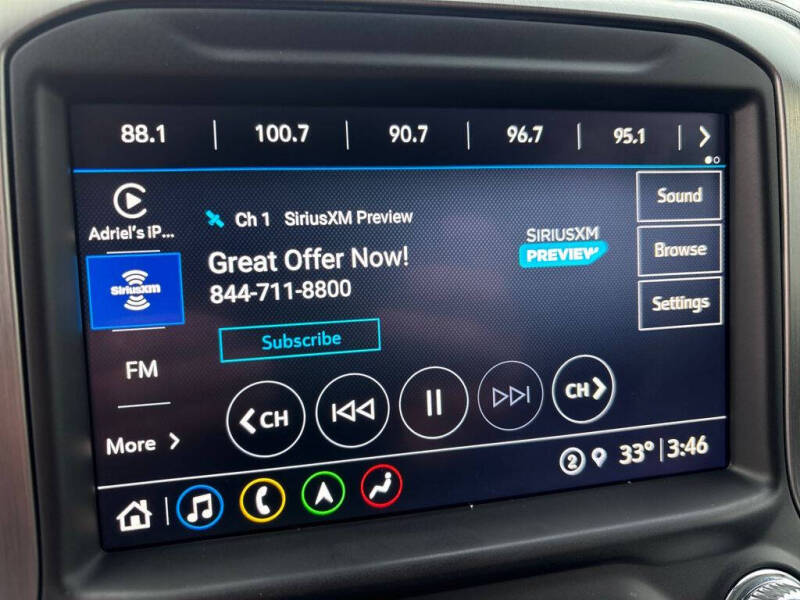 88.1 | 100.7 | 90.7 | 96.7 | 95.1 |
Adriel's iP...
Ch 1 SiriusXM Preview
SIRIUSXM
PREVIEW
Great Offer Now!
844-711-8800
Subscribe
Sound
Browse
Settings
SiriusXM
FM
More
CH
CH
2 33° | 3:46